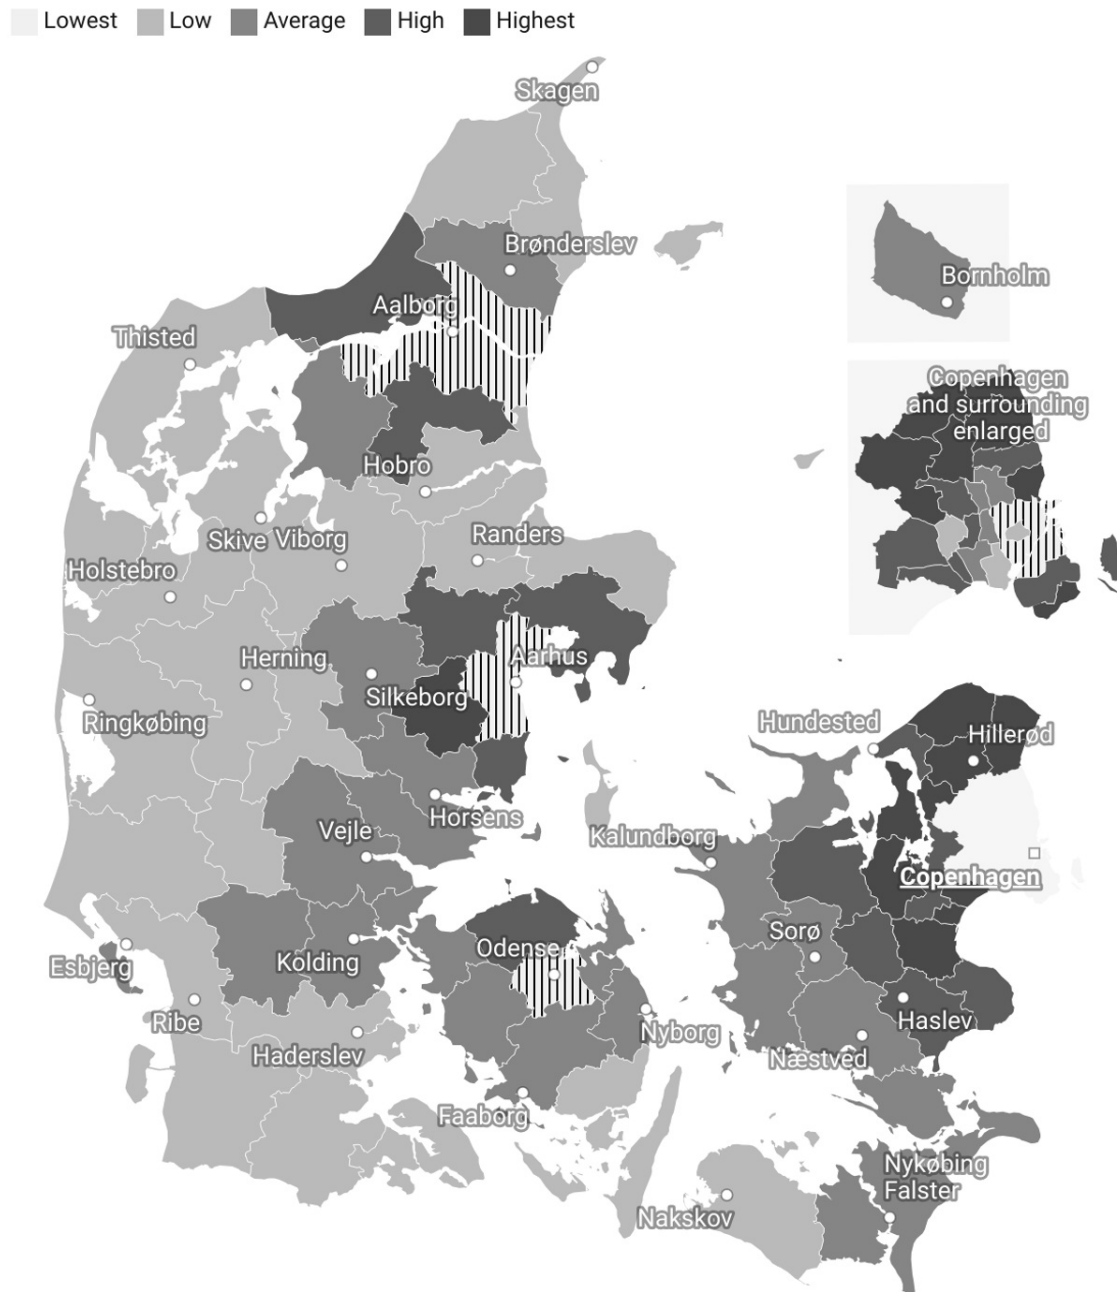 Lowest Low Average High Highest
Skagen
Brønderslev
Aalborg
Thisted
Bornholm
Copenhagen
and surrounding
enlarged
Hobro
Skive Viborg
Randers
Holstebro
Herning
Aarhus
Silkeborg
Ringkøbing
Hundested
Hillerød
Horsens
Vejle
Kalundborg
Copenhagen
Sorø
Odense
Kolding
Esbjerg
Ribe
Haslev
Nyborg
Haderslev
Næstved
Faaborg
Nykøbing
Falster
Nakskov